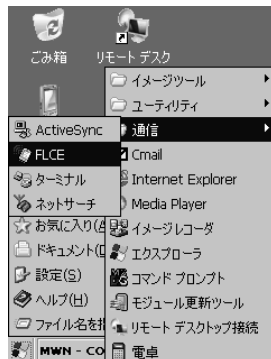 ごみ箱
リモート デスク
イメージツール
ユーティリティ
通信
ActiveSync
FLCE
ターミナル
ネットサーチ
Cmail
Internet Explorer
Media Player
イメージレコーダ
エクスプローラ
コマンド プロンプト
モジュール更新ツール
リモート デスクトップ接続
電卓
お気に入り(A
ドキュメント(D
設定(S)
ヘルプ(H)
ファイル名を指
MWN - CO